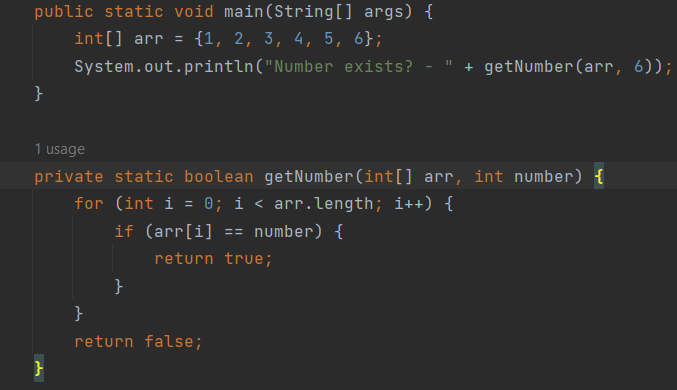 public static void main(String[] args) {
    int[] arr = {1, 2, 3, 4, 5, 6};
    System.out.println("Number exists? - " + getNumber(arr, 6));
}
1 usage
private static boolean getNumber(int[] arr, int number) {
    for (int i = 0; i < arr.length; i++) {
        if (arr[i] == number) {
            return true;
        }
    }
    return false;
}